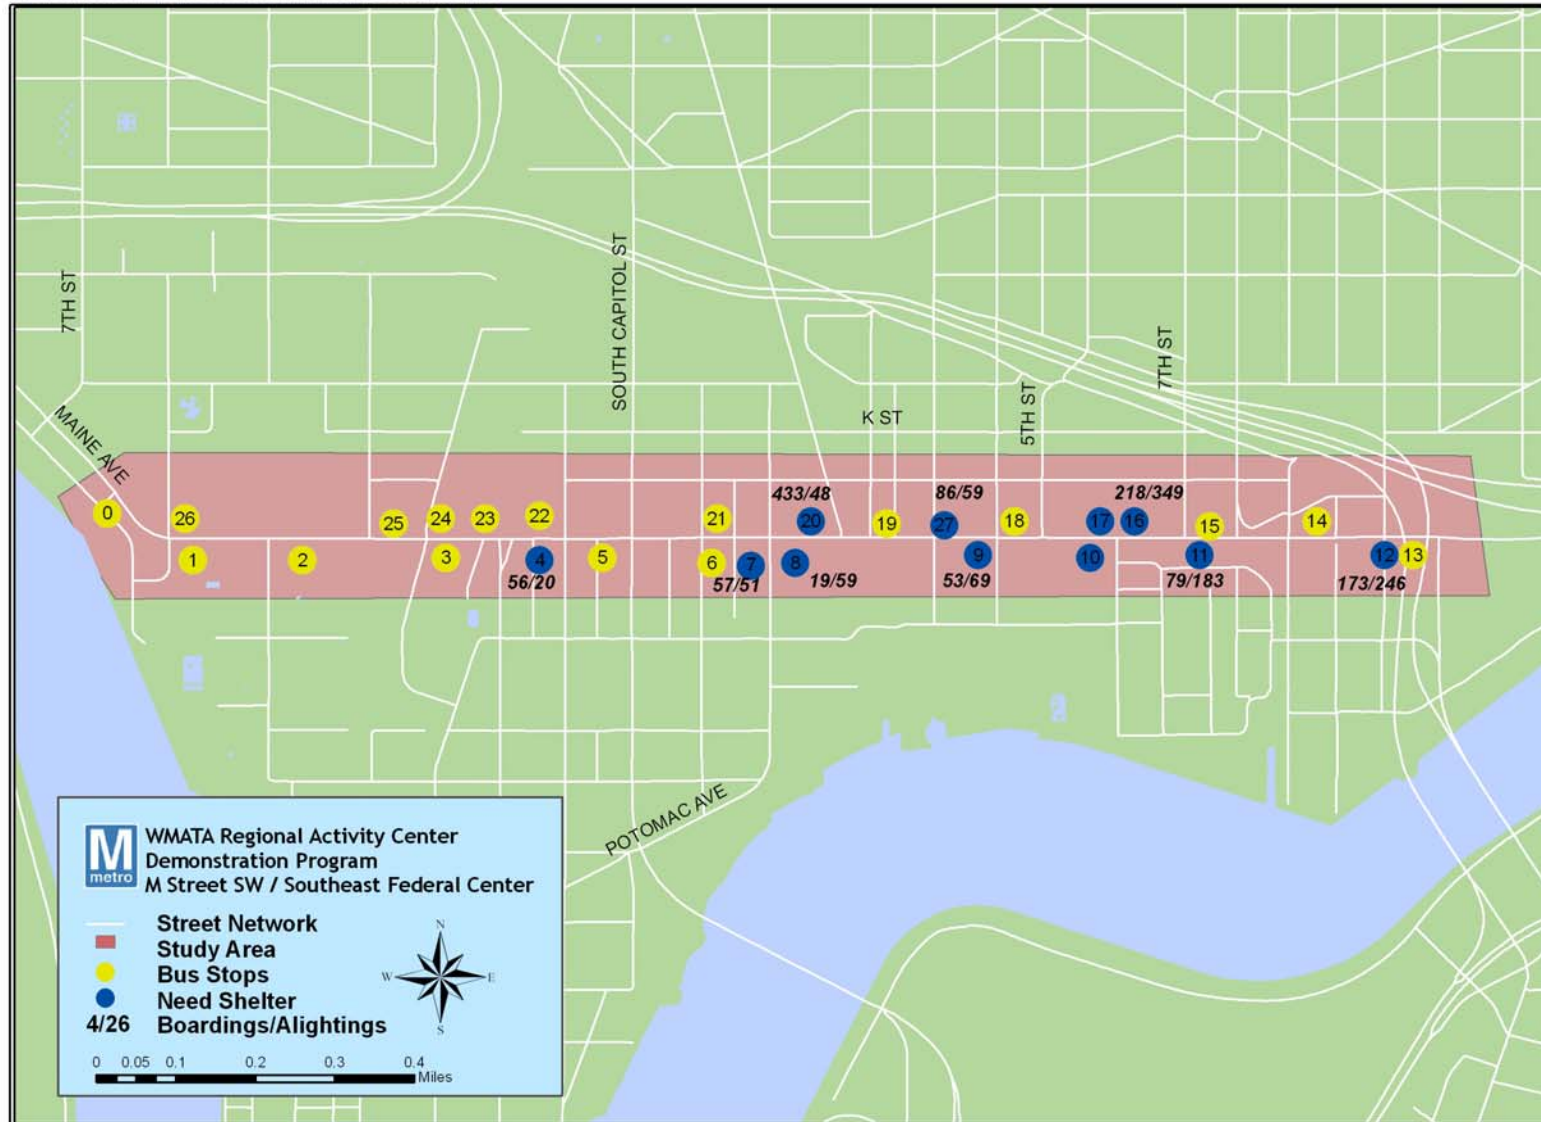 7TH ST
SOUTH CAPITOL ST
7TH ST
5TH ST
K ST
MAINE AVE
433/48
86/59
218/349
0
26
25
24
23
22
21
20
19
27
18
17
16
15
14
1
2
3
4
5
6
7
8
9
10
11
12
13
56/20
57/51
19/59
53/69
79/183
173/246
POTOMAC AVE
M
metro
WMATA Regional Activity Center
Demonstration Program
M Street SW / Southeast Federal Center
Street Network
Study Area
Bus Stops
Need Shelter
4/26 Boardings/Alightings
N
W
E
S
0 0.05 0.1 0.2 0.3 0.4
Miles